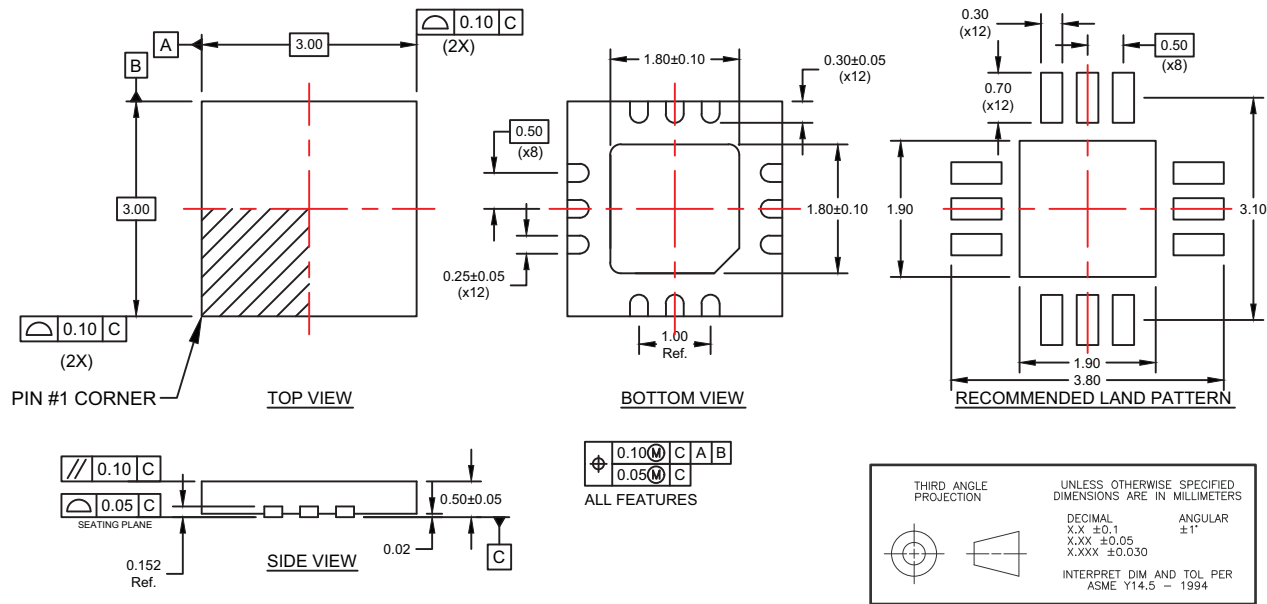 A
3.00
⌓ 0.10 C
(2X)
B
3.00
⌓ 0.10 C
(2X)
PIN #1 CORNER
TOP VIEW
1.80±0.10
0.30±0.05
(x12)
0.50
(x8)
1.80±0.10
0.25±0.05
(x12)
1.00
Ref.
BOTTOM VIEW
0.30
(x12)
0.50
(x8)
0.70
(x12)
1.90
3.10
1.90
3.80
RECOMMENDED LAND PATTERN
// 0.10 C
⌓ 0.05 C
SEATING PLANE
0.152
Ref.
SIDE VIEW
0.50±0.05
0.02
C
⌖ 0.10Ⓜ C A B
0.05Ⓜ C
ALL FEATURES
THIRD ANGLE
PROJECTION
UNLESS OTHERWISE SPECIFIED
DIMENSIONS ARE IN MILLIMETERS
DECIMAL ANGULAR
X.X ±0.1 ±1°
X.XX ±0.05
X.XXX ±0.030
INTERPRET DIM AND TOL PER
ASME Y14.5 – 1994